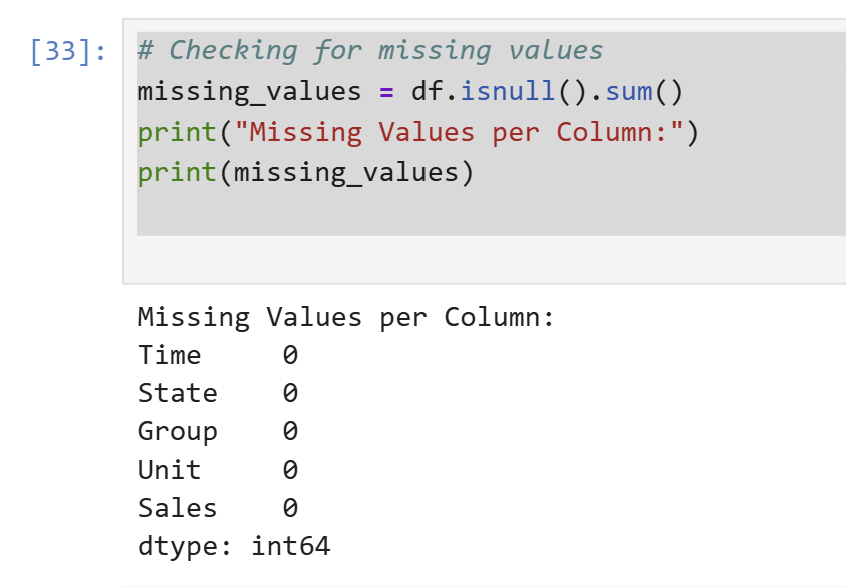 [33]:
# Checking for missing values
missing_values = df.isnull().sum()
print("Missing Values per Column:")
print(missing_values)
Missing Values per Column:
Time     0
State    0
Group    0
Unit     0
Sales    0
dtype: int64